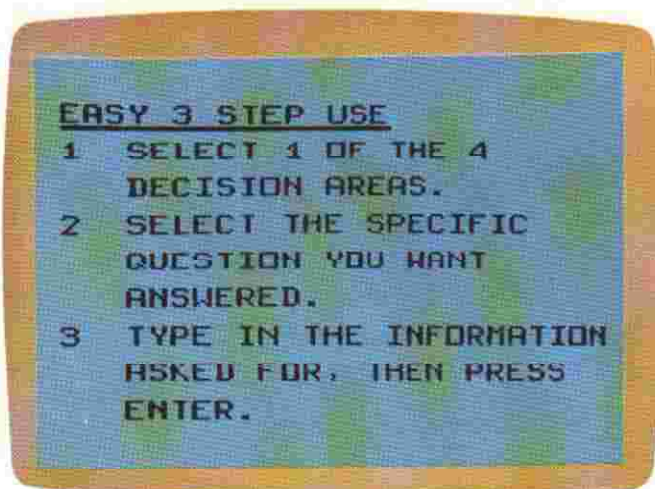 EASY 3 STEP USE
1 SELECT 1 OF THE 4
DECISION AREAS.
2 SELECT THE SPECIFIC
QUESTION YOU WANT
ANSWERED.
3 TYPE IN THE INFORMATION
ASKED FOR, THEN PRESS
ENTER.